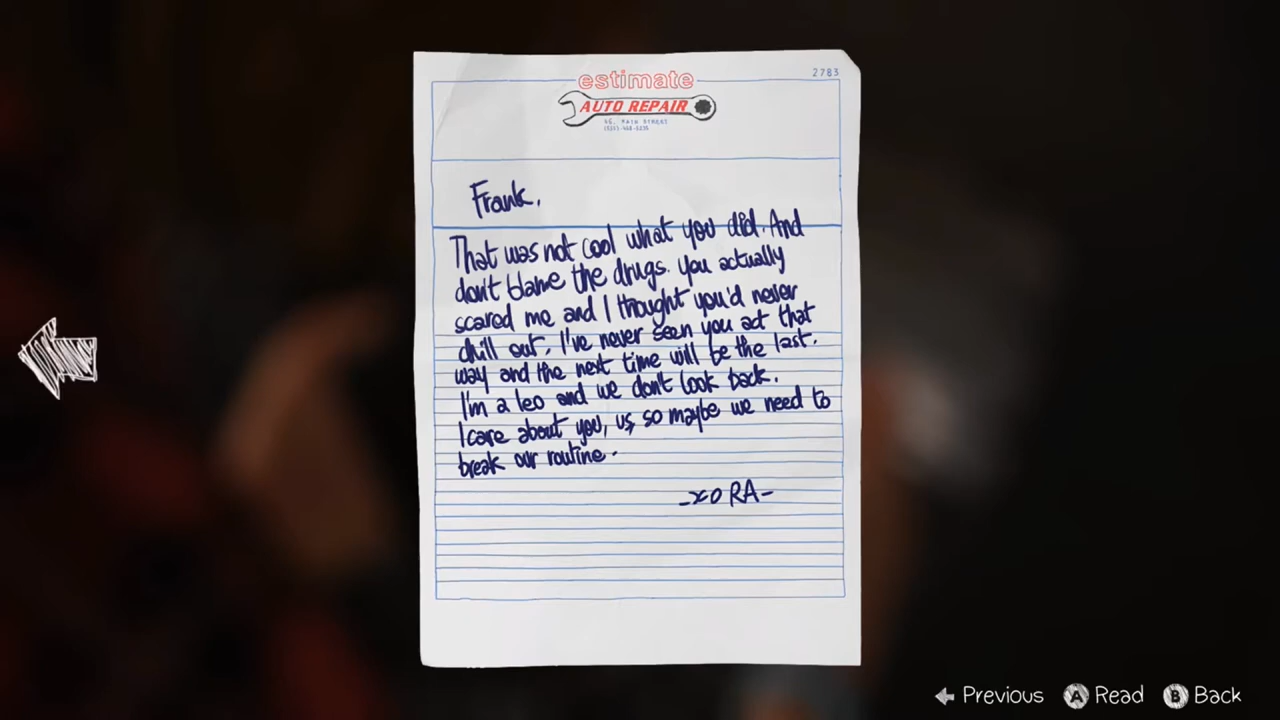 2783
estimate
AUTO REPAIR
Frank,
That was not cool what you did. And
don't blame the drugs. You actually
scared me and I thought you'd never
chill out. I've never seen you act that
way and the next time will be the last.
I'm a leo and we don't look back.
I care about you, us, so maybe we need to
break our routine.
-xo RA-
Previous
A Read
B Back